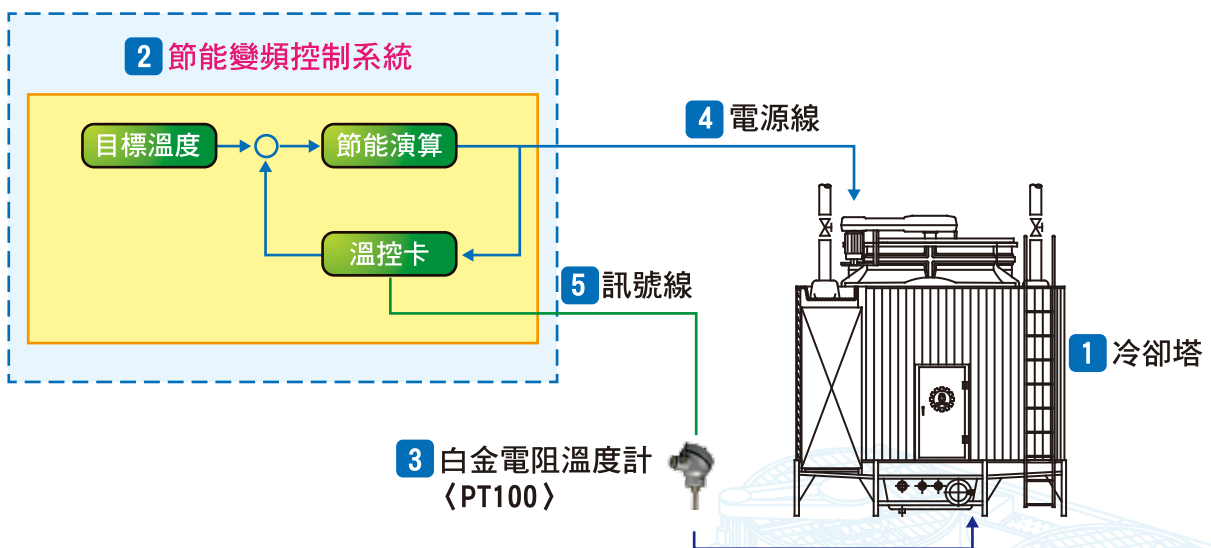 2 節能變頻控制系統
目標溫度
節能演算
溫控卡
4 電源線
5 訊號線
1 冷卻塔
3 白金電阻溫度計
〈PT100〉